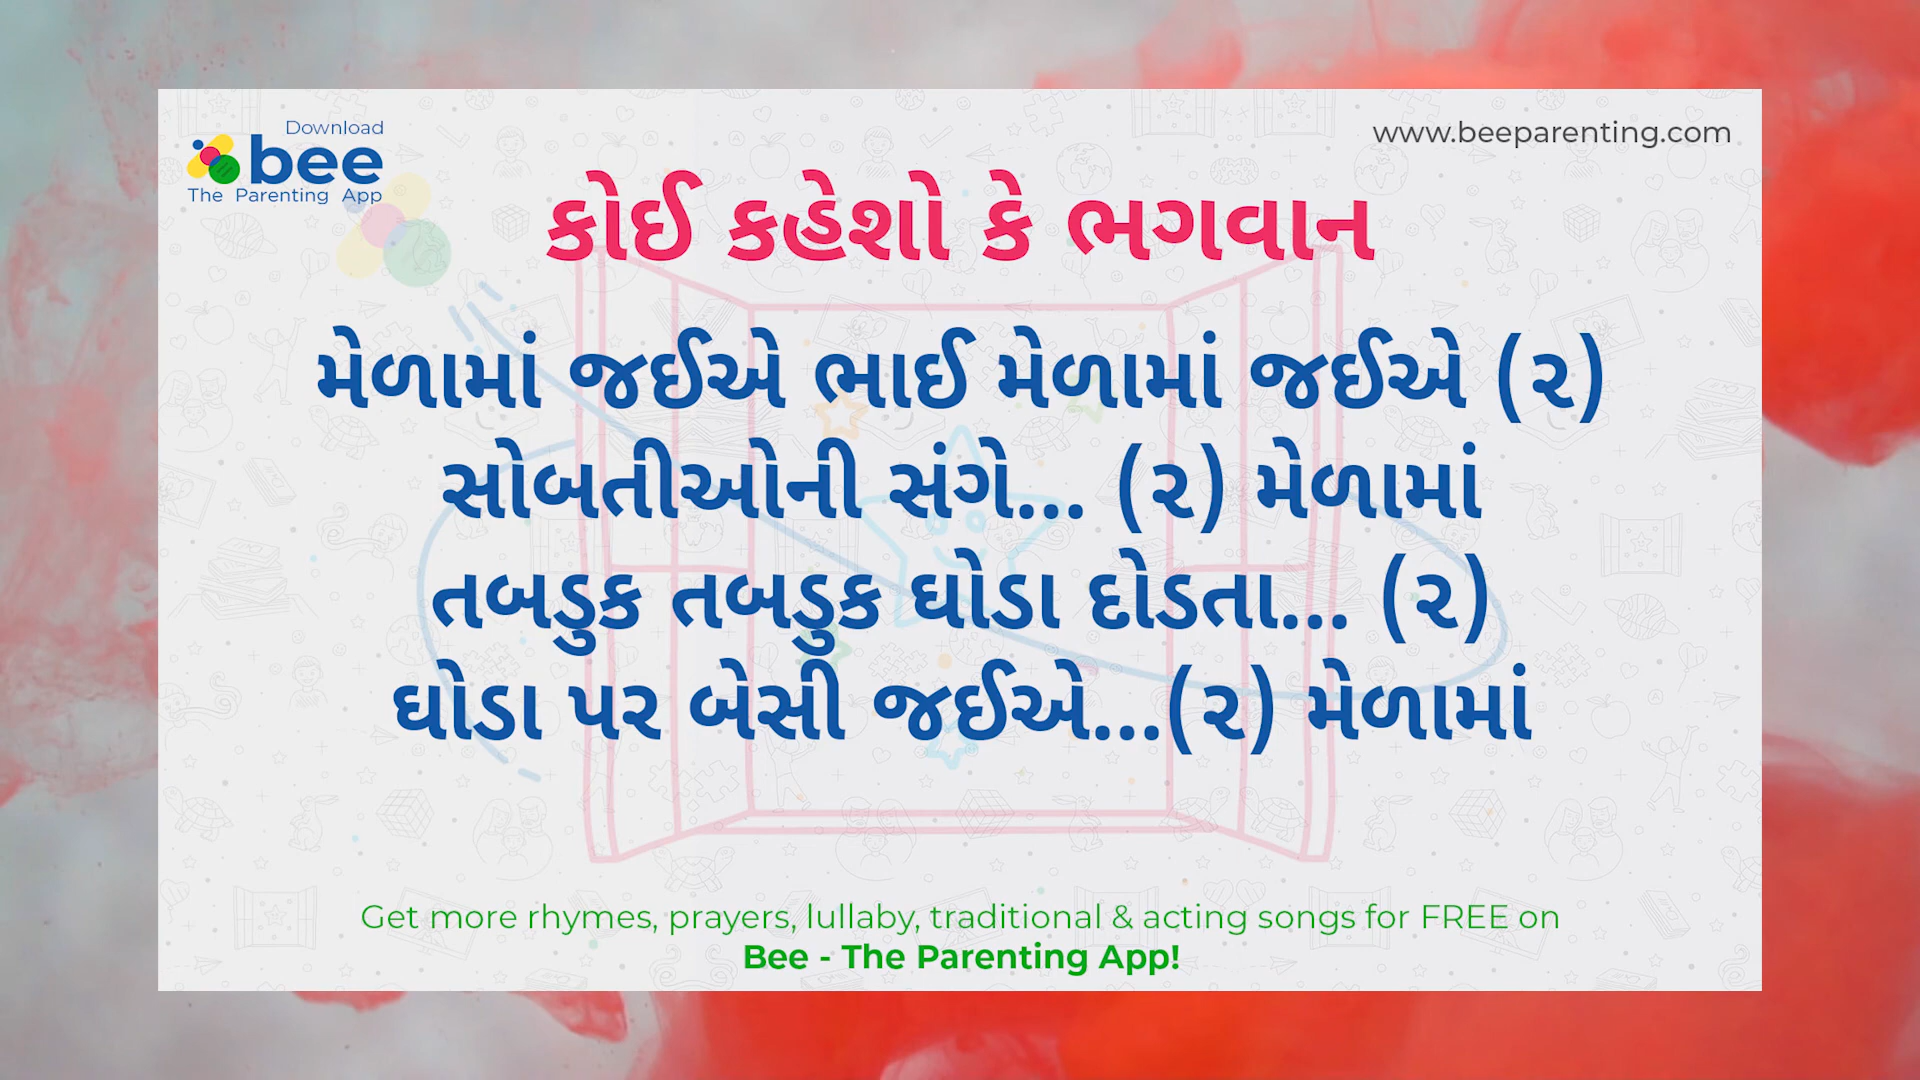 Download
bee
The Parenting App
www.beeparenting.com
કોઈ કહેશો કે ભગવાન
મેળામાં જઈએ ભાઈ મેળામાં જઈએ (૨)
સોબતીઓની સંગે... (૨) મેળામાં
તબડુક તબડુક ઘોડા દોડતા... (૨)
ઘોડા પર બેસી જઈએ...(૨) મેળામાં
Get more rhymes, prayers, lullaby, traditional & acting songs for FREE on
Bee - The Parenting App!